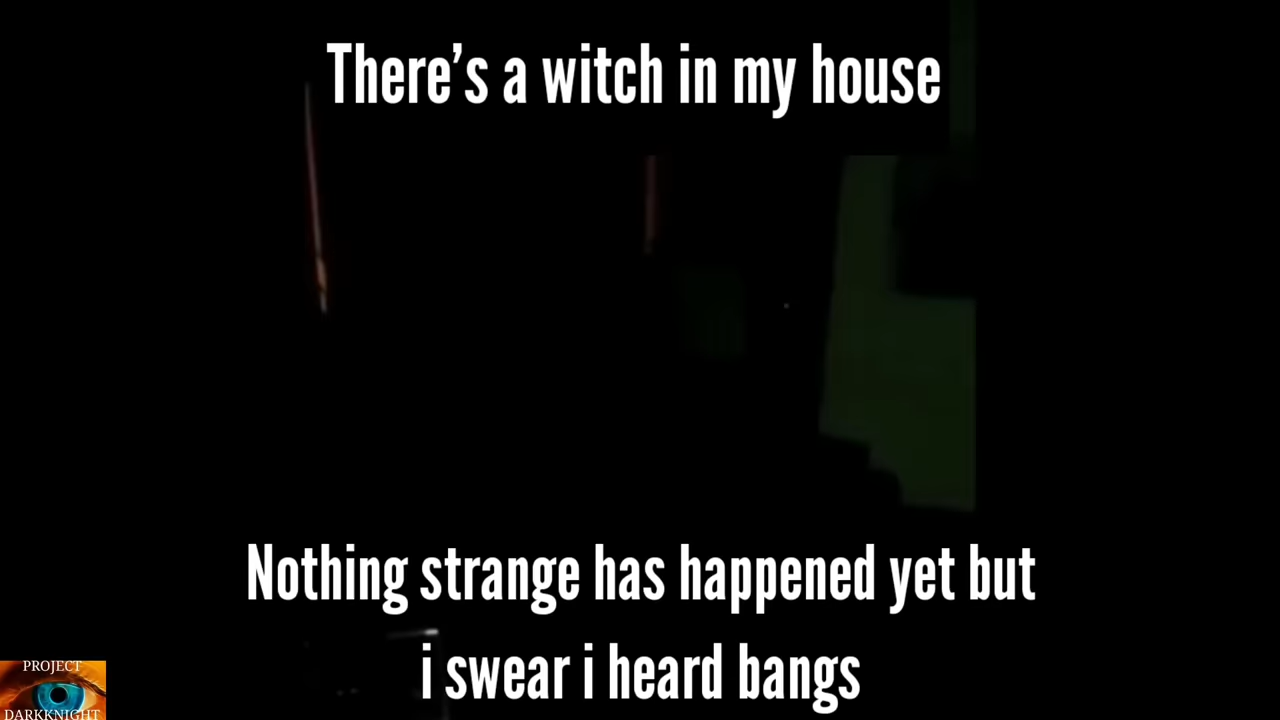 There’s a witch in my house
Nothing strange has happened yet but
i swear i heard bangs
PROJECT
DARKKNIGHT